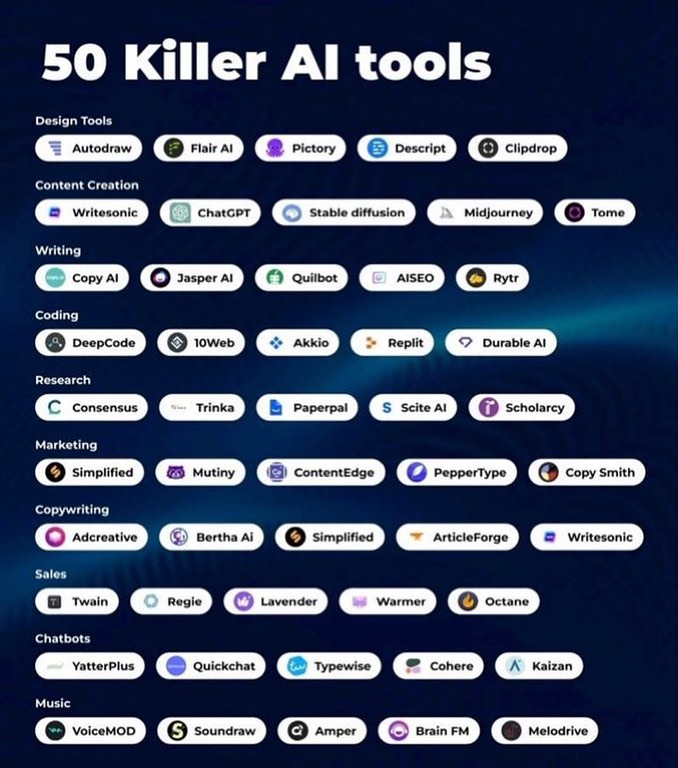 50 Killer AI tools
Design Tools
Autodraw Flair AI Pictory Descript Clipdrop
Content Creation
Writesonic ChatGPT Stable diffusion Midjourney Tome
Writing
Copy AI Jasper AI Quilbot AISEO Rytr
Coding
DeepCode 10Web Akkio Replit Durable AI
Research
Consensus Trinka Paperpal Scite AI Scholarcy
Marketing
Simplified Mutiny ContentEdge PepperType Copy Smith
Copywriting
Adcreative Bertha Ai Simplified ArticleForge Writesonic
Sales
Twain Regie Lavender Warmer Octane
Chatbots
YatterPlus Quickchat Typewise Cohere Kaizan
Music
VoiceMOD Soundraw Amper Brain FM Melodrive